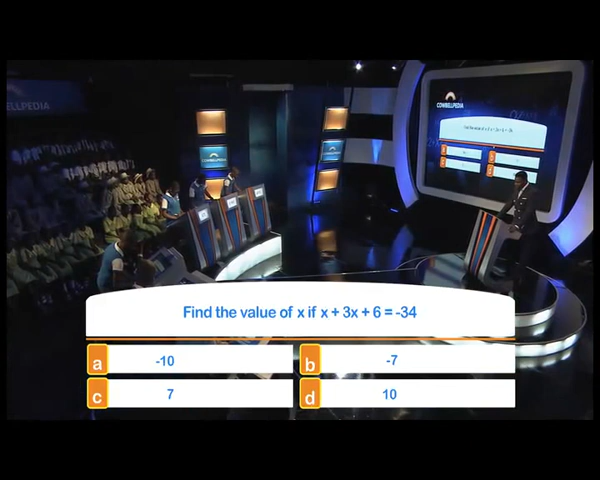 COWBELLPEDIA
Find the value of x if x + 3x + 6 = -34
a -10
b -7
c 7
d 10